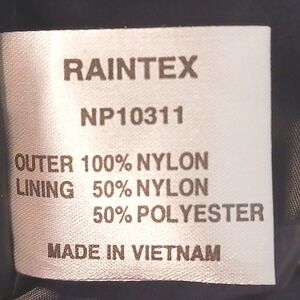 RAINTEX
NP10311
OUTER 100% NYLON
LINING 50% NYLON
50% POLYESTER
MADE IN VIETNAM